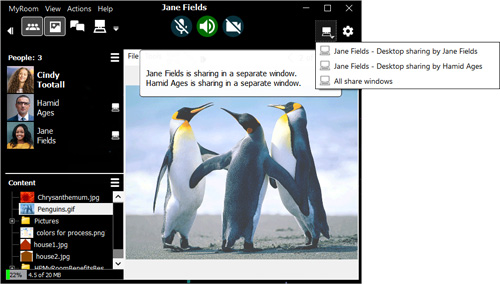 Jane Fields
MyRoom View Actions Help
People: 3
Cindy
Tootall
Hamid
Ages
Jane
Fields
File
Jane Fields is sharing in a separate window.
Hamid Ages is sharing in a separate window.
Jane Fields - Desktop sharing by Jane Fields
Jane Fields - Desktop sharing by Hamid Ages
All share windows
Content
Chrysanthemum.jpg
Penguins.gif
Pictures
colors for process.png
house1.jpg
house2.jpg
HPMyRoomBenefitsRes
22% 4.5 of 20 MB